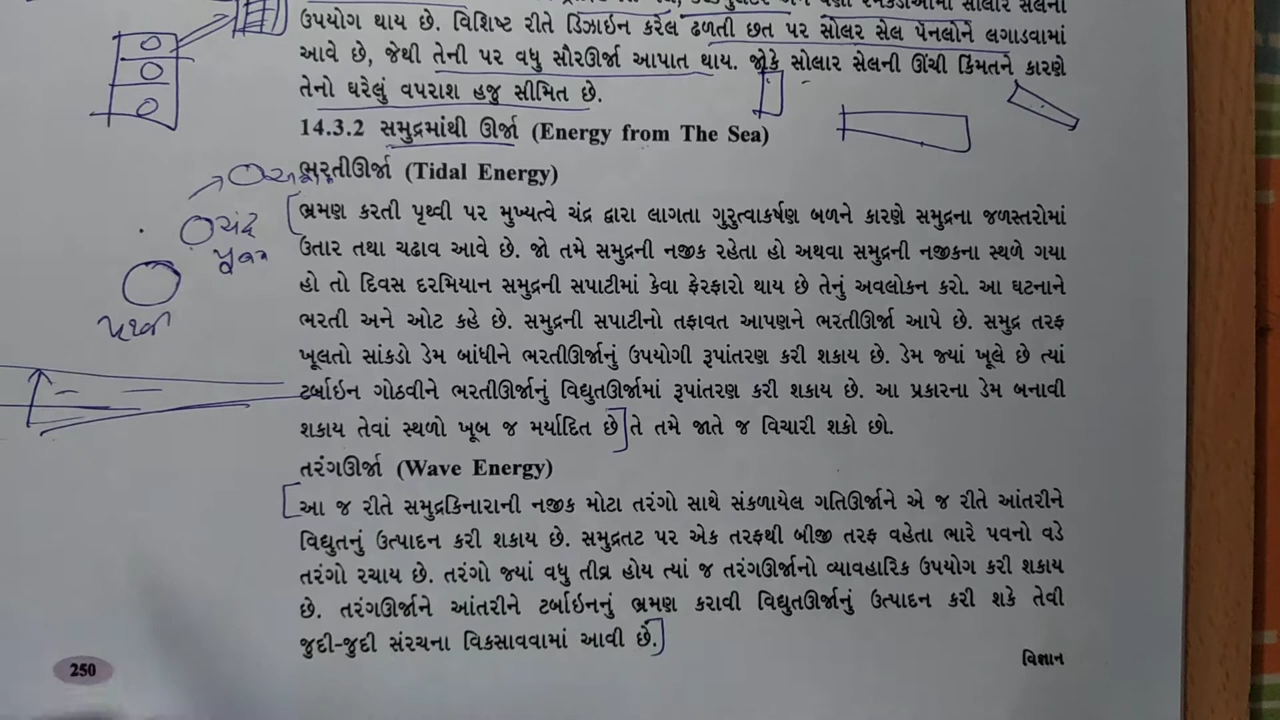 સોલાર સેલનો
ઉપયોગ થાય છે. વિશિષ્ટ રીતે ડિઝાઇન કરેલ ઢળતી છત પર સોલર સેલ પૅનલોને લગાડવામાં
આવે છે, જેથી તેની પર વધુ સૌરઊર્જા આપાત થાય. જોકે સોલાર સેલની ઊંચી કિંમતને કારણે
તેનો ઘરેલું વપરાશ હજુ સીમિત છે.
14.3.2 સમુદ્રમાંથી ઊર્જા (Energy from The Sea)
ભરતીઊર્જા (Tidal Energy)
ભ્રમણ કરતી પૃથ્વી પર મુખ્યત્વે ચંદ્ર દ્વારા લાગતા ગુરુત્વાકર્ષણ બળને કારણે સમુદ્રના જળસ્તરોમાં
ચંદ્ર
ઉતાર તથા ચઢાવ આવે છે. જો તમે સમુદ્રની નજીક રહેતા હો અથવા સમુદ્રની નજીકના સ્થળે ગયા
હો તો દિવસ દરમિયાન સમુદ્રની સપાટીમાં કેવા ફેરફારો થાય છે તેનું અવલોકન કરો. આ ઘટનાને
પૃથ્વી
ભરતી અને ઓટ કહે છે. સમુદ્રની સપાટીનો તફાવત આપણને ભરતીઊર્જા આપે છે. સમુદ્ર તરફ
ખૂલતો સાંકડો ડેમ બાંધીને ભરતીઊર્જાનું ઉપયોગી રૂપાંતરણ કરી શકાય છે. ડેમ જ્યાં ખૂલે છે ત્યાં
ટર્બાઇન ગોઠવીને ભરતીઊર્જાનું વિદ્યુતઊર્જામાં રૂપાંતરણ કરી શકાય છે. આ પ્રકારના ડેમ બનાવી
શકાય તેવાં સ્થળો ખૂબ જ મર્યાદિત છે તે તમે જાતે જ વિચારી શકો છો.
તરંગઊર્જા (Wave Energy)
આ જ રીતે સમુદ્રકિનારાની નજીક મોટા તરંગો સાથે સંકળાયેલ ગતિઊર્જાને એ જ રીતે આંતરીને
વિદ્યુતનું ઉત્પાદન કરી શકાય છે. સમુદ્રતટ પર એક તરફથી બીજી તરફ વહેતા ભારે પવનો વડે
તરંગો રચાય છે. તરંગો જ્યાં વધુ તીવ્ર હોય ત્યાં જ તરંગઊર્જાનો વ્યાવહારિક ઉપયોગ કરી શકાય
છે. તરંગઊર્જાને આંતરીને ટર્બાઇનનું ભ્રમણ કરાવી વિદ્યુતઊર્જાનું ઉત્પાદન કરી શકે તેવી
જુદી-જુદી સંરચના વિકસાવવામાં આવી છે.
250
વિજ્ઞાન